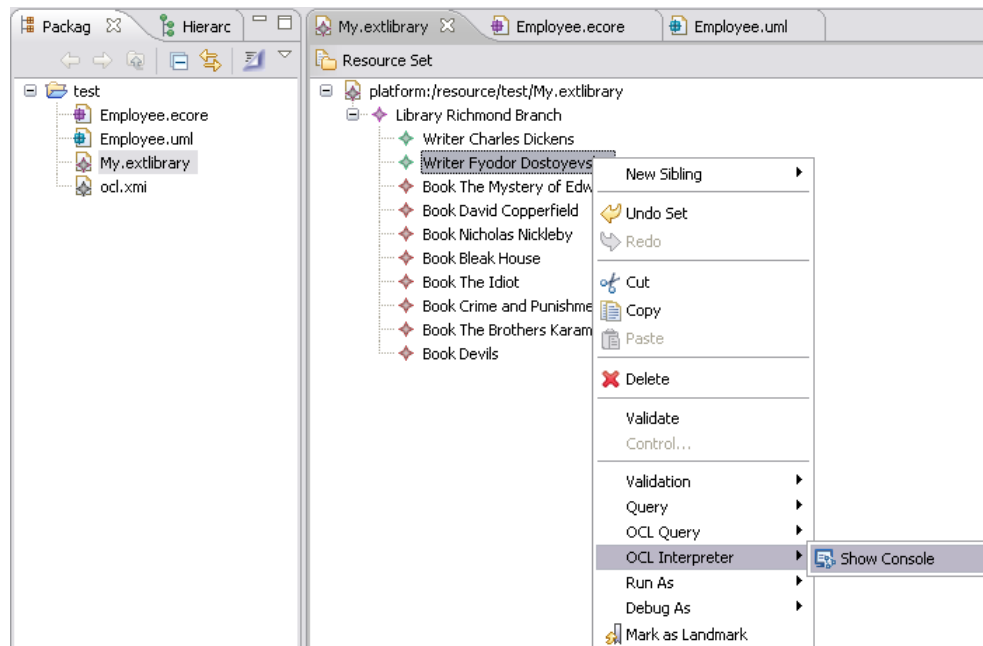 Packag
Hierarc
My.extlibrary
Employee.ecore
Employee.uml
Resource Set
test
Employee.ecore
Employee.uml
My.extlibrary
ocl.xmi
platform:/resource/test/My.extlibrary
Library Richmond Branch
Writer Charles Dickens
Writer Fyodor Dostoyevs
Book The Mystery of Edw
Book David Copperfield
Book Nicholas Nickleby
Book Bleak House
Book The Idiot
Book Crime and Punishme
Book The Brothers Karam
Book Devils
New Sibling
Undo Set
Redo
Cut
Copy
Paste
Delete
Validate
Control...
Validation
Query
OCL Query
OCL Interpreter
Show Console
Run As
Debug As
Mark as Landmark